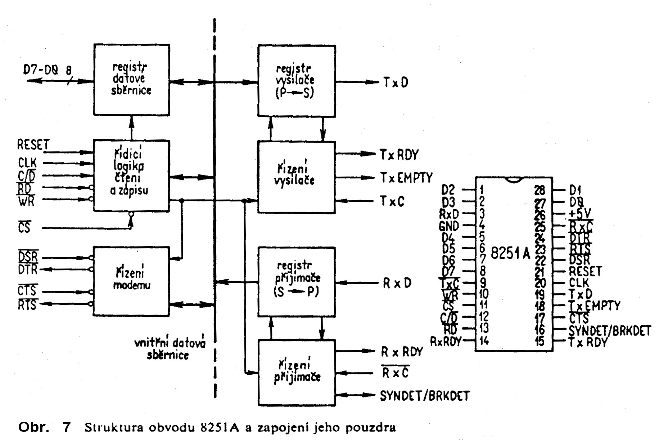 D7-D0 8
registr
datové
sběrnice
RESET
CLK
C/D
RD
WR
CS
řídicí
logika
čtení
a zápisu
DSR
DTR
CTS
RTS
řízení
modemu
vnitřní datová
sběrnice
registr
vysílače
(P→S)
TxD
řízení
vysílače
TxRDY
TxEMPTY
TxC
registr
přijímače
(S→P)
RxD
řízení
přijímače
RxRDY
RxC
SYNDET/BRKDET
8251A
D2 1
D3 2
RxD 3
GND 4
D4 5
D5 6
D6 7
D7 8
TxC 9
WR 10
CS 11
C/D 12
RD 13
RxRDY 14
28 D1
27 D0
26 +5V
25 RxC
24 DTR
23 RTS
22 DSR
21 RESET
20 CLK
19 TxD
18 TxEMPTY
17 CTS
16 SYNDET/BRKDET
15 TxRDY
Obr. 7 Struktura obvodu 8251A a zapojení jeho pouzdra